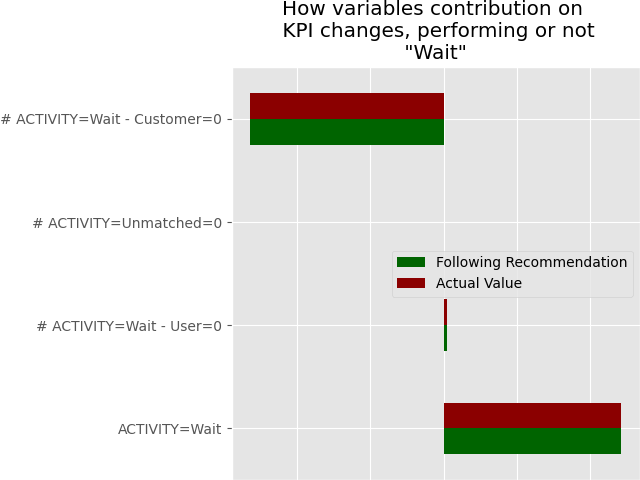 How variables contribution on
KPI changes, performing or not
"Wait"
# ACTIVITY=Wait - Customer=0
# ACTIVITY=Unmatched=0
Following Recommendation
Actual Value
# ACTIVITY=Wait - User=0
ACTIVITY=Wait